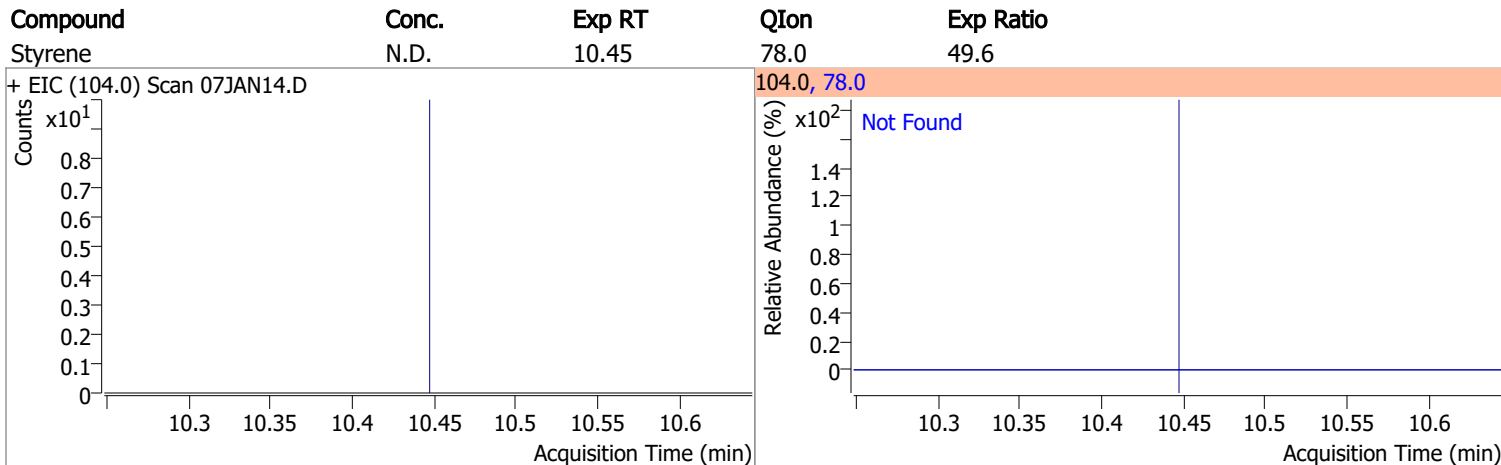 Compound Conc. Exp RT QIon Exp Ratio
Styrene N.D. 10.45 78.0 49.6
+ EIC (104.0) Scan 07JAN14.D
Counts
x10¹
0.8
0.7
0.6
0.5
0.4
0.3
0.2
0.1
0
10.3 10.35 10.4 10.45 10.5 10.55 10.6
Acquisition Time (min)
104.0, 78.0
Relative Abundance (%)
x10²
Not Found
1.4
1.2
1
0.8
0.6
0.4
0.2
0
10.3 10.35 10.4 10.45 10.5 10.55 10.6
Acquisition Time (min)